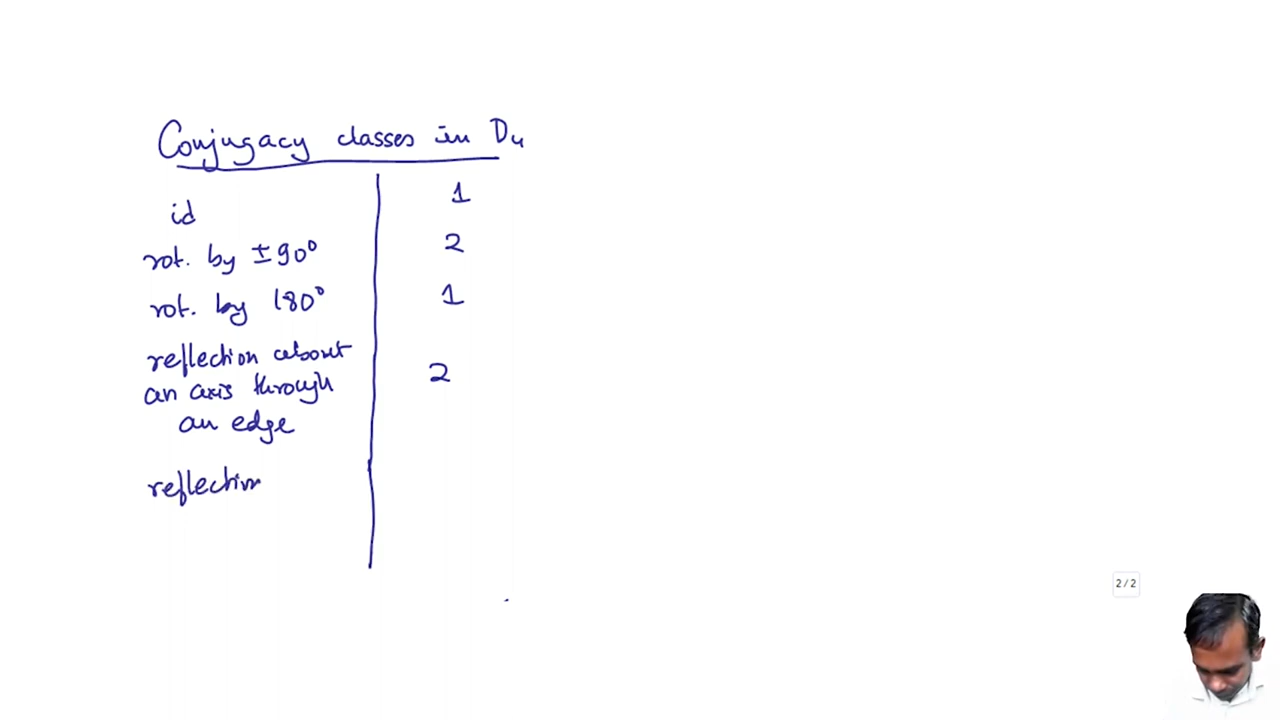 Conjugacy classes in D₄
id 1
rot. by ±90° 2
rot. by 180° 1
reflection about
an axis through 2
an edge
reflection
2/2